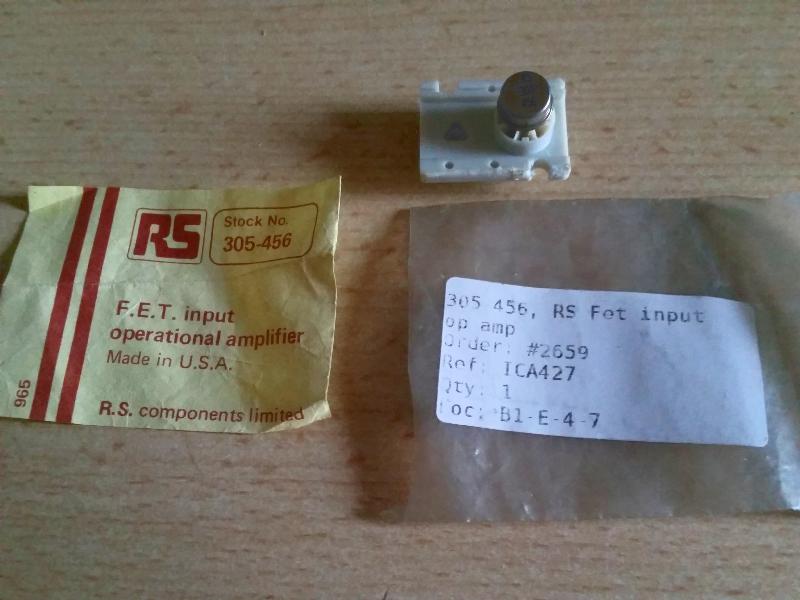 RS
Stock No.
305-456
F.E.T. input
operational amplifier
Made in U.S.A.
965
R.S. components limited
305 456, RS Fet input
op amp
Order: #2659
Ref: ICA427
Qty: 1
Loc: B1-E-4-7